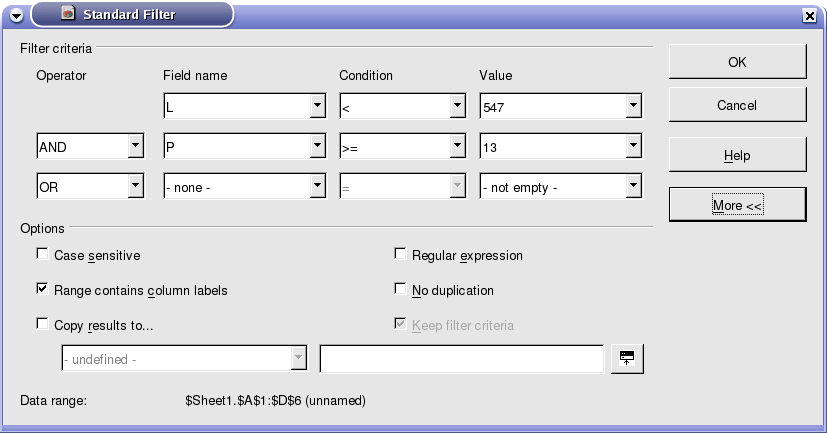 Standard Filter
Filter criteria
Operator Field name Condition Value
L < 547
AND P >= 13
OR - none - = - not empty -
OK
Cancel
Help
More <<
Options
Case sensitive Regular expression
Range contains column labels No duplication
Copy results to... Keep filter criteria
- undefined -
Data range: $Sheet1.$A$1:$D$6 (unnamed)